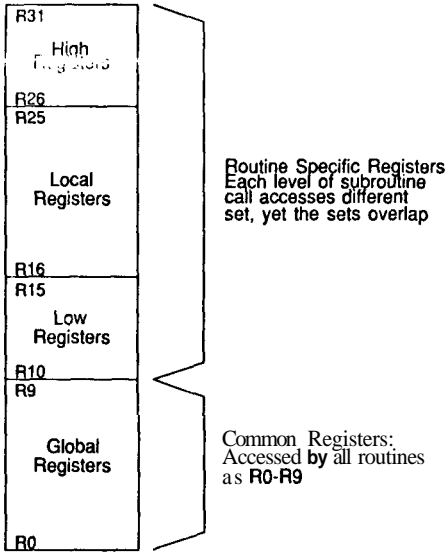 R31
High
R26
R25
Local
Registers
R16
R15
Low
Registers
R10
R9
Global
Registers
R0
Routine Specific Registers
Each level of subroutine
call accesses different
set, yet the sets overlap
Common Registers:
Accessed by all routines
as R0-R9